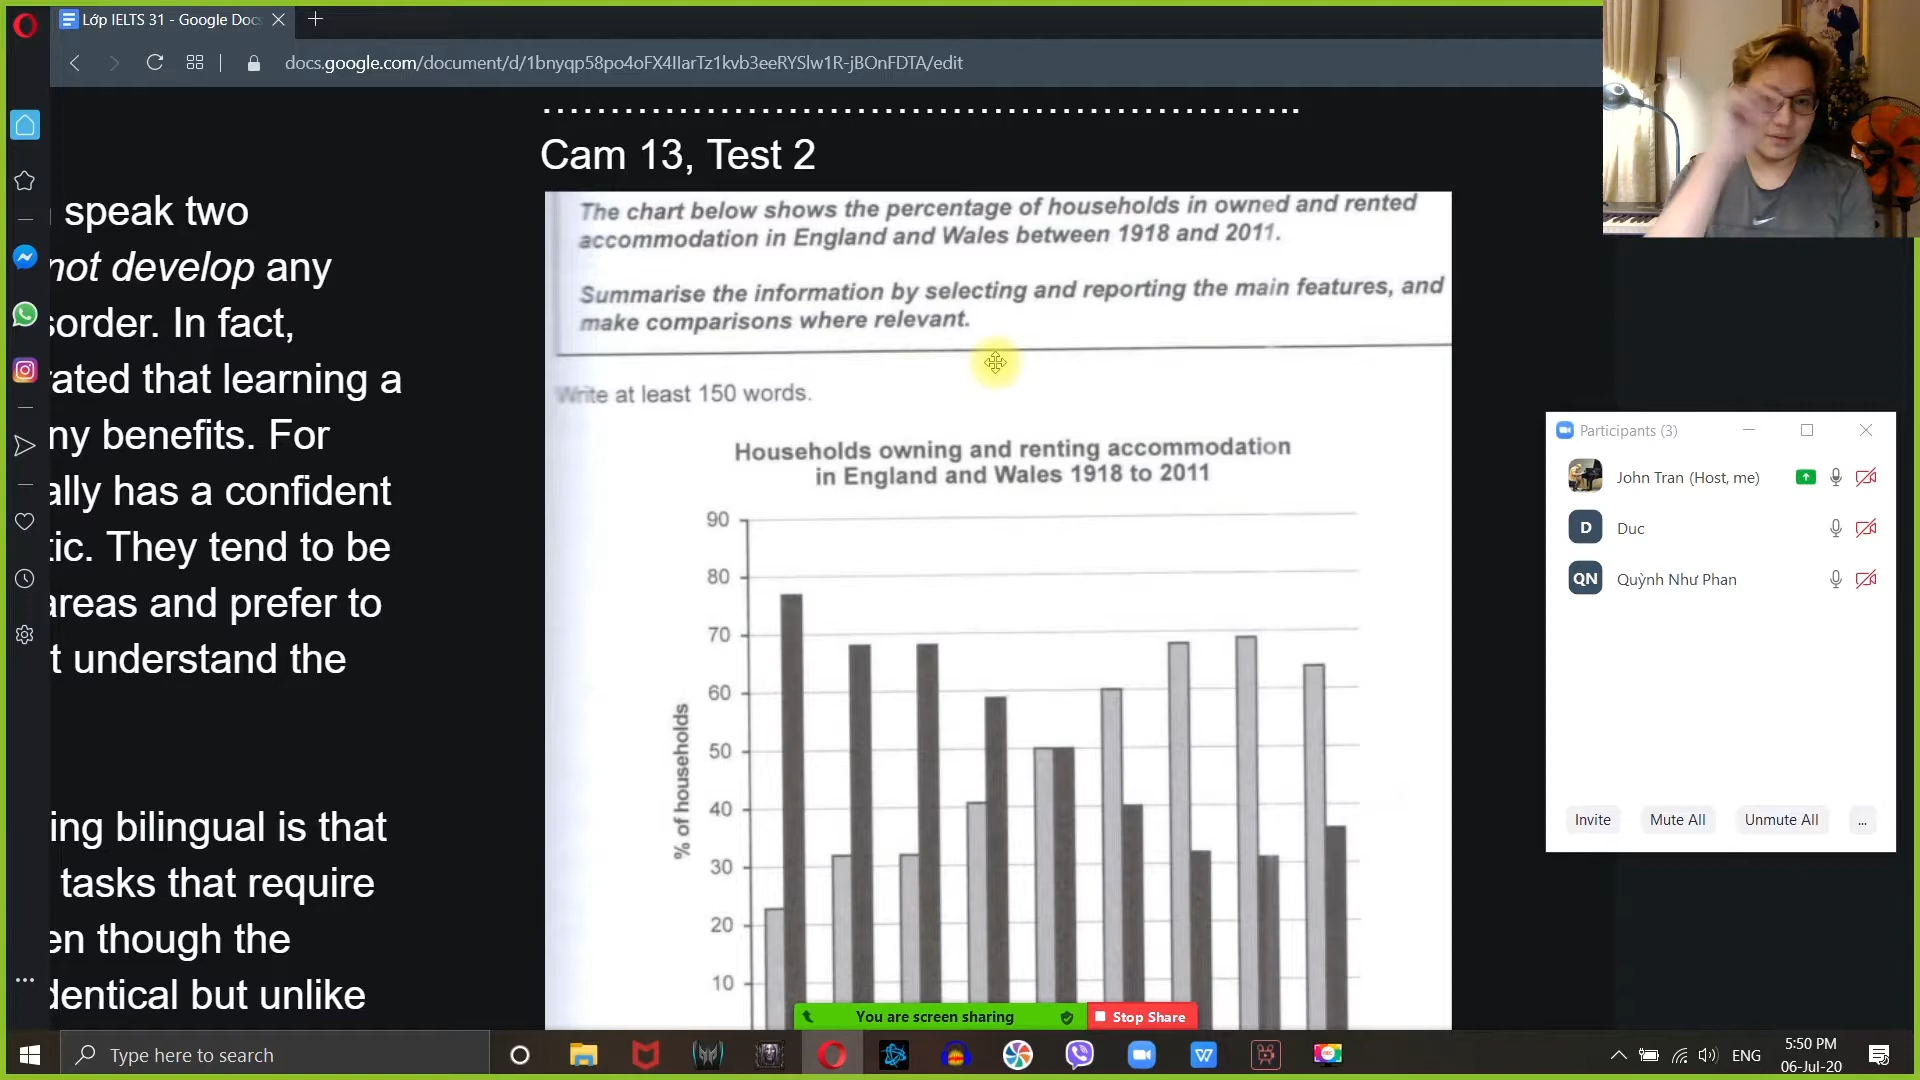 Lớp IELTS 31 - Google Doc
docs.google.com/document/d/1bnyqp58po4oFX4IIarTz1kvb3eeRYSlw1R-jBOnFDTA/edit
speak two
not develop any
sorder. In fact,
rated that learning a
ny benefits. For
ally has a confident
tic. They tend to be
areas and prefer to
t understand the
ing bilingual is that
tasks that require
en though the
dentical but unlike
Cam 13, Test 2
The chart below shows the percentage of households in owned and rented
accommodation in England and Wales between 1918 and 2011.
Summarise the information by selecting and reporting the main features, and
make comparisons where relevant.
Write at least 150 words.
Households owning and renting accommodation
in England and Wales 1918 to 2011
90
80
70
60
50
40
30
20
10
% of households
Participants (3)
John Tran (Host, me)
D Duc
QN Quỳnh Như Phan
Invite Mute All Unmute All ...
You are screen sharing Stop Share
Type here to search
ENG
5:50 PM
06-Jul-20